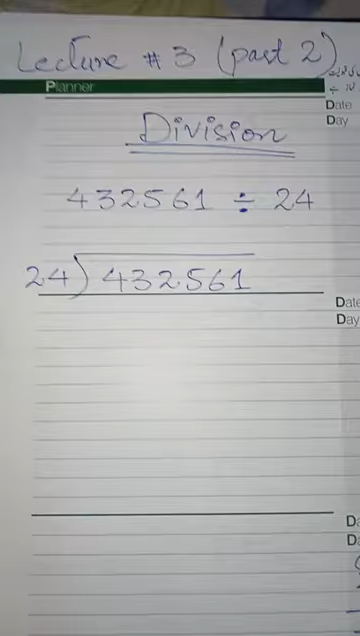 Lecture # 3 (part 2)
Planner
Date
Day
Division
432561 ÷ 24
24)432561
Date
Day